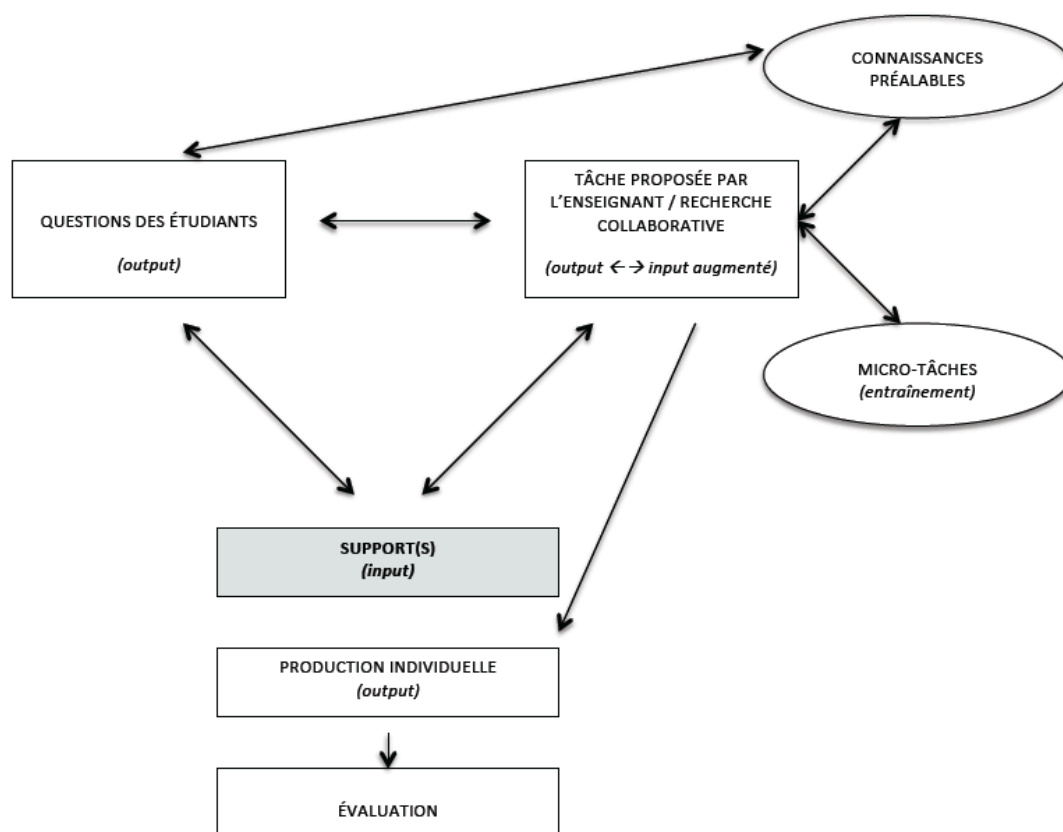 CONNAISSANCES
PRÉALABLES
QUESTIONS DES ÉTUDIANTS
(output)
TÂCHE PROPOSÉE PAR
L’ENSEIGNANT / RECHERCHE
COLLABORATIVE
(output ←→ input augmenté)
MICRO-TÂCHES
(entraînement)
SUPPORT(S)
(input)
PRODUCTION INDIVIDUELLE
(output)
ÉVALUATION